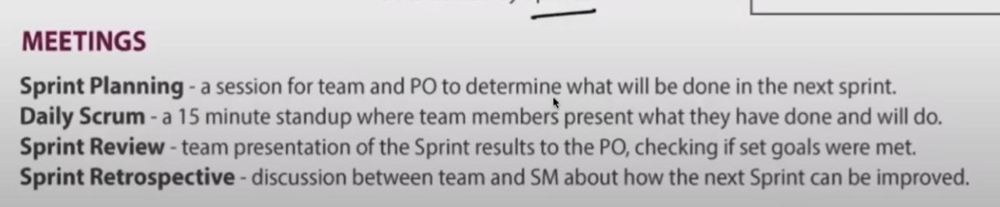 MEETINGS
Sprint Planning - a session for team and PO to determine what will be done in the next sprint.
Daily Scrum - a 15 minute standup where team members present what they have done and will do.
Sprint Review - team presentation of the Sprint results to the PO, checking if set goals were met.
Sprint Retrospective - discussion between team and SM about how the next Sprint can be improved.